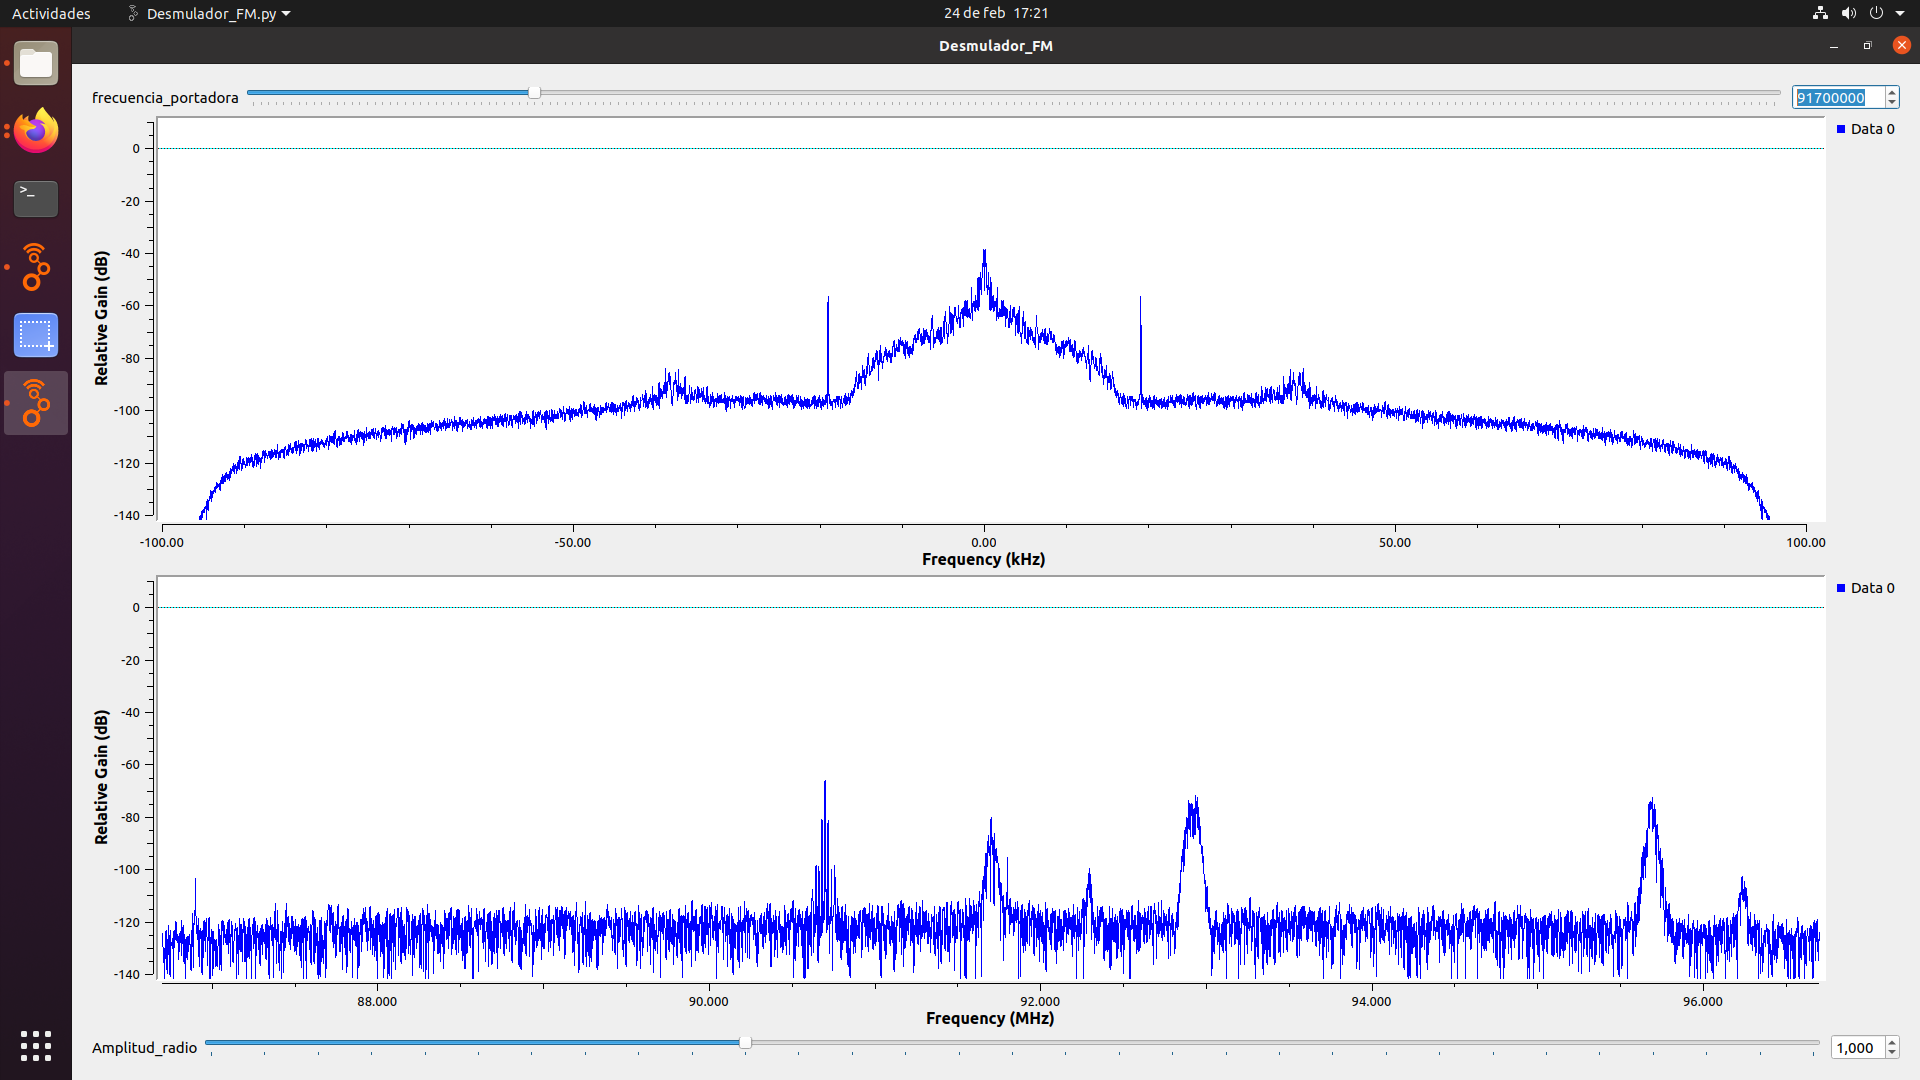 Actividades
Desmulador_FM.py
24 de feb 17:21
Desmulador_FM
>_
frecuencia_portadora
91700000
Data 0
0
-20
-40
-60
-80
-100
-120
-140
Relative Gain (dB)
-100.00
-50.00
0.00
50.00
100.00
Frequency (kHz)
Data 0
0
-20
-40
-60
-80
-100
-120
-140
Relative Gain (dB)
88.000
90.000
92.000
94.000
96.000
Frequency (MHz)
Amplitud_radio
1,000